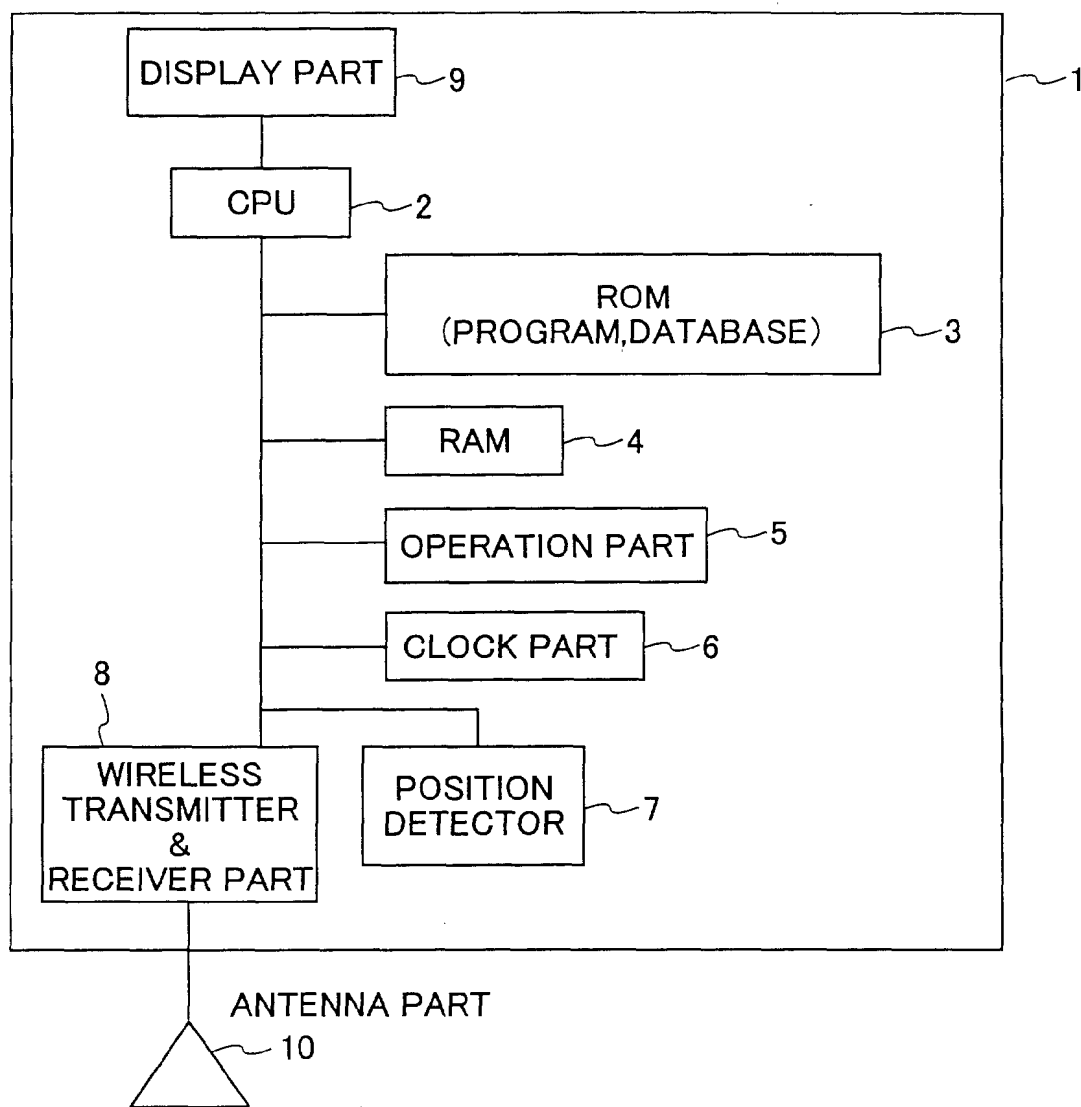 DISPLAY PART
9
1
CPU
2
ROM
(PROGRAM,DATABASE)
3
RAM
4
OPERATION PART
5
CLOCK PART
6
8
WIRELESS
TRANSMITTER
&
RECEIVER PART
POSITION
DETECTOR
7
ANTENNA PART
10